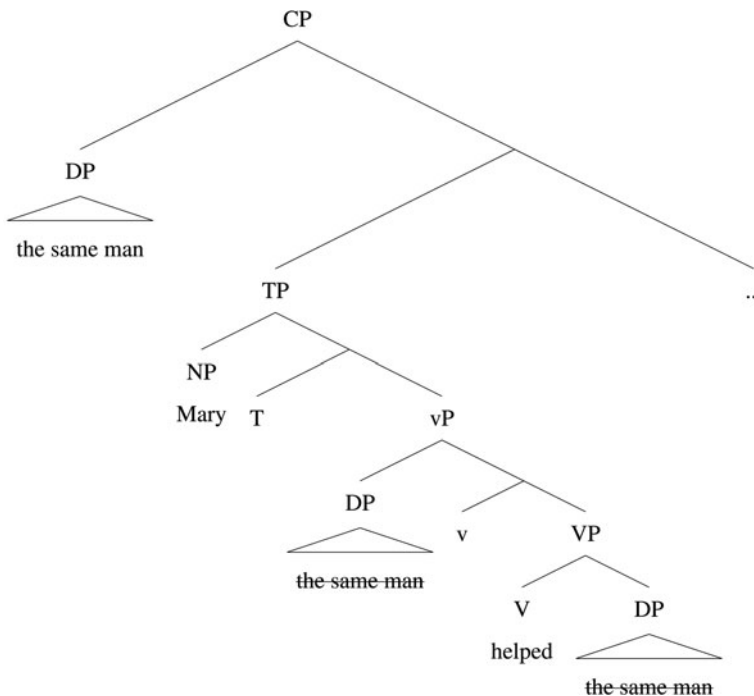 CP
DP
the same man
TP
..
NP
Mary T vP
DP
v VP
the same man
V DP
helped
the same man